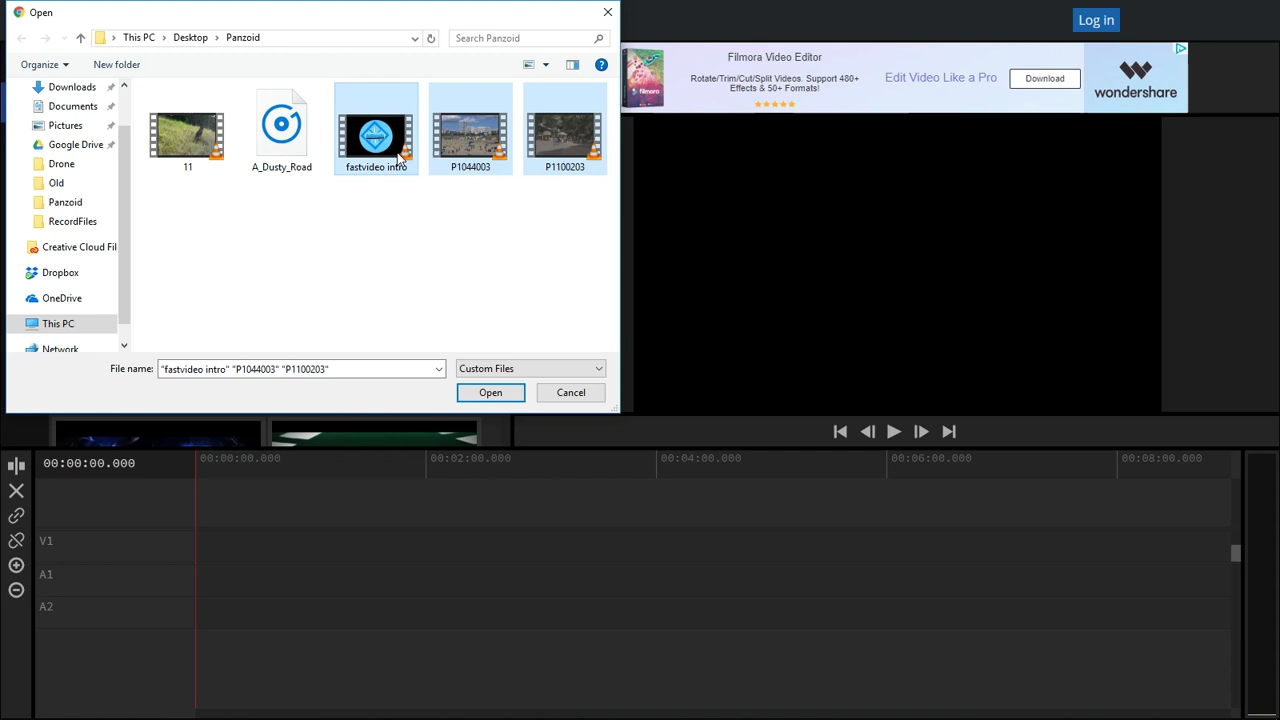 Open
Log in
This PC
Desktop
Panzoid
Search Panzoid
Organize
New folder
Filmora Video Editor
Rotate/Trim/Cut/Split Videos. Support 480+
Effects & 50+ Formats!
Edit Video Like a Pro
Download
wondershare
filmora
Downloads
Documents
Pictures
Google Drive
Drone
Old
Panzoid
RecordFiles
Creative Cloud Fil
Dropbox
OneDrive
This PC
Network
11
A_Dusty_Road
fastvideo intro
P1044003
P1100203
File name:
"fastvideo intro" "P1044003" "P1100203"
Custom Files
Open
Cancel
00:00:00.000
00:00:00.000
00:02:00.000
00:04:00.000
00:06:00.000
00:08:00.000
V1
A1
A2